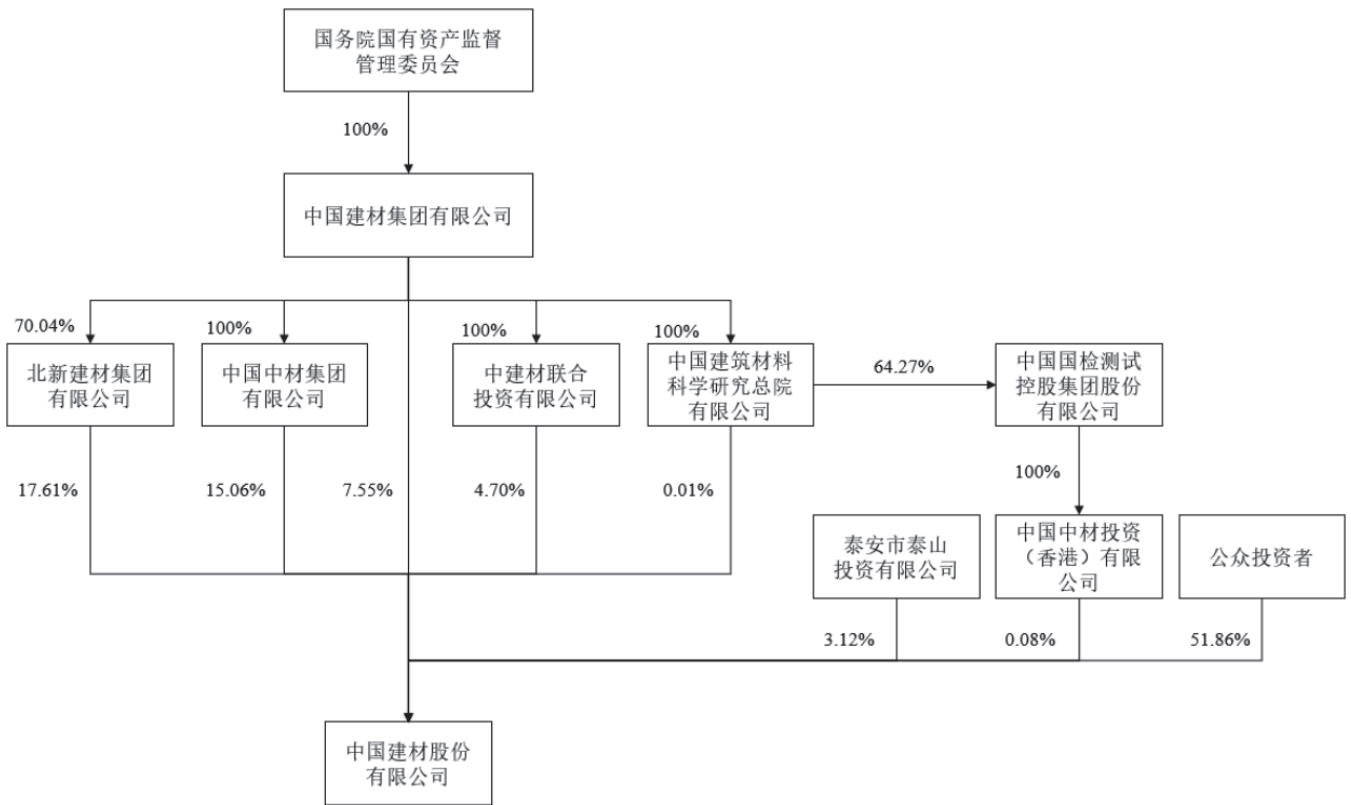 国务院国有资产监督
管理委员会
100%
中国建材集团有限公司
70.04%
100%
100%
100%
北新建材集团
有限公司
中国中材集团
有限公司
中建材联合
投资有限公司
中国建筑材料
科学研究总院
有限公司
64.27%
中国国检测试
控股集团股份
有限公司
17.61%
15.06%
7.55%
4.70%
0.01%
100%
泰安市泰山
投资有限公司
中国中材投资
（香港）有限
公司
公众投资者
3.12%
0.08%
51.86%
中国建材股份
有限公司